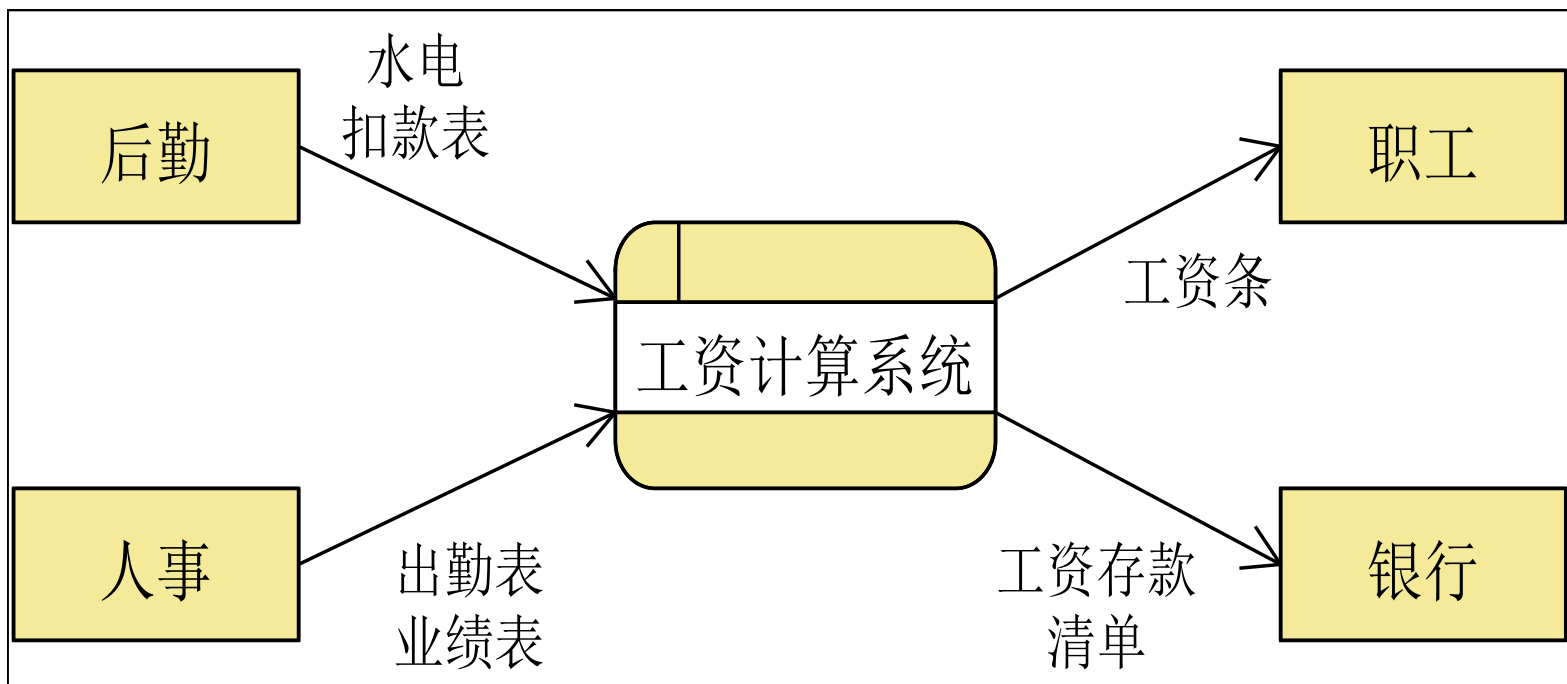 水电
扣款表
后勤
职工
工资条
工资计算系统
人事
出勤表
业绩表
工资存款
清单
银行